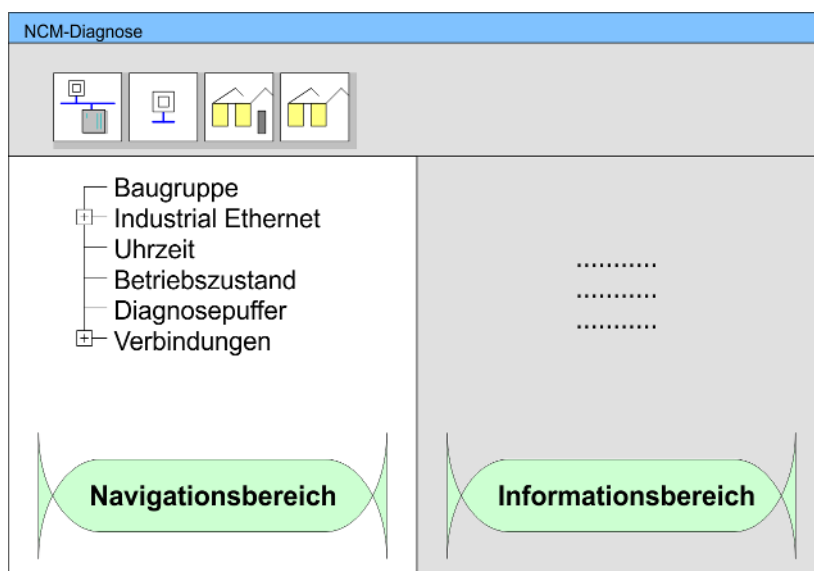 NCM-Diagnose
Baugruppe
Industrial Ethernet
Uhrzeit
Betriebszustand
Diagnosepuffer
Verbindungen
...........
...........
...........
Navigationsbereich
Informationsbereich